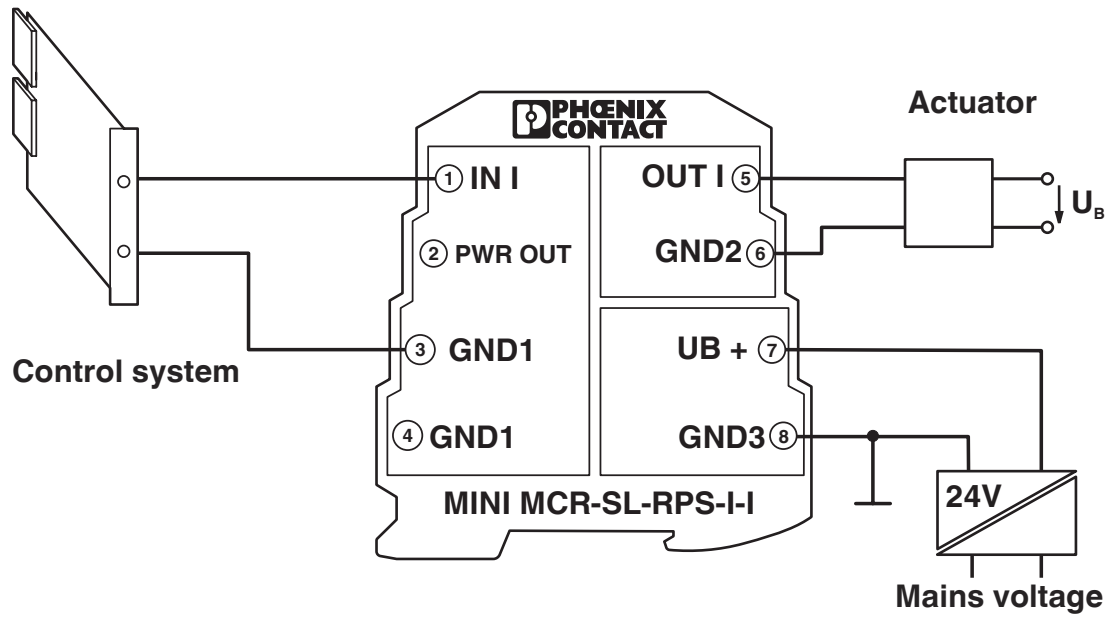 PHŒNIX
CONTACT
Actuator
1 IN I
OUT I 5
U_B
2 PWR OUT
GND2 6
3 GND1
UB + 7
Control system
4 GND1
GND3 8
24V
MINI MCR-SL-RPS-I-I
Mains voltage